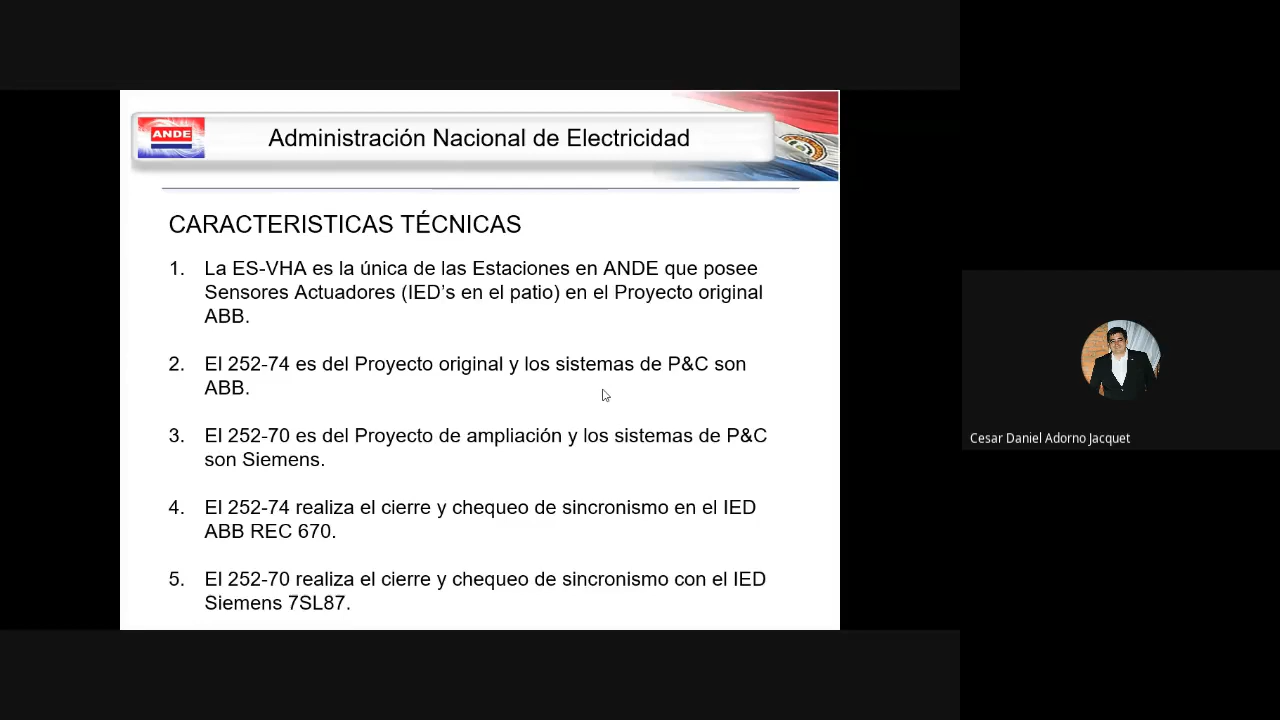 ANDE
Administración Nacional de Electricidad
CARACTERISTICAS TÉCNICAS
1. La ES-VHA es la única de las Estaciones en ANDE que posee
Sensores Actuadores (IED's en el patio) en el Proyecto original
ABB.
2. El 252-74 es del Proyecto original y los sistemas de P&C son
ABB.
3. El 252-70 es del Proyecto de ampliación y los sistemas de P&C
son Siemens.
4. El 252-74 realiza el cierre y chequeo de sincronismo en el IED
ABB REC 670.
5. El 252-70 realiza el cierre y chequeo de sincronismo con el IED
Siemens 7SL87.
Cesar Daniel Adorno Jacquet